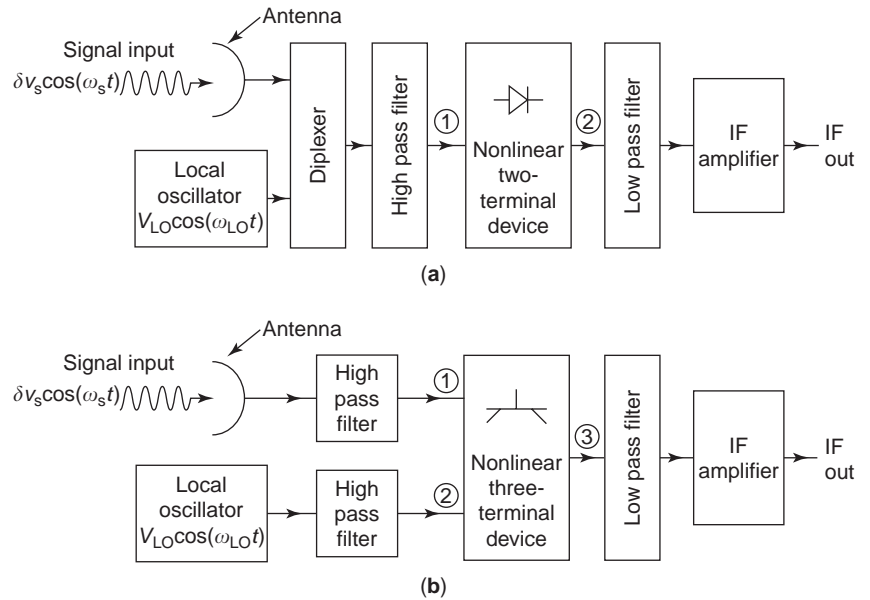 Antenna
Signal input
δvₛcos(ωₛt)
Local
oscillator
V_LOcos(ω_LOt)
Diplexer
High pass filter
①
Nonlinear
two-
terminal
device
②
Low pass filter
IF
amplifier
IF
out
(a)
Antenna
Signal input
δvₛcos(ωₛt)
High
pass
filter
①
Local
oscillator
V_LOcos(ω_LOt)
High
pass
filter
②
Nonlinear
three-
terminal
device
③
Low pass filter
IF
amplifier
IF
out
(b)